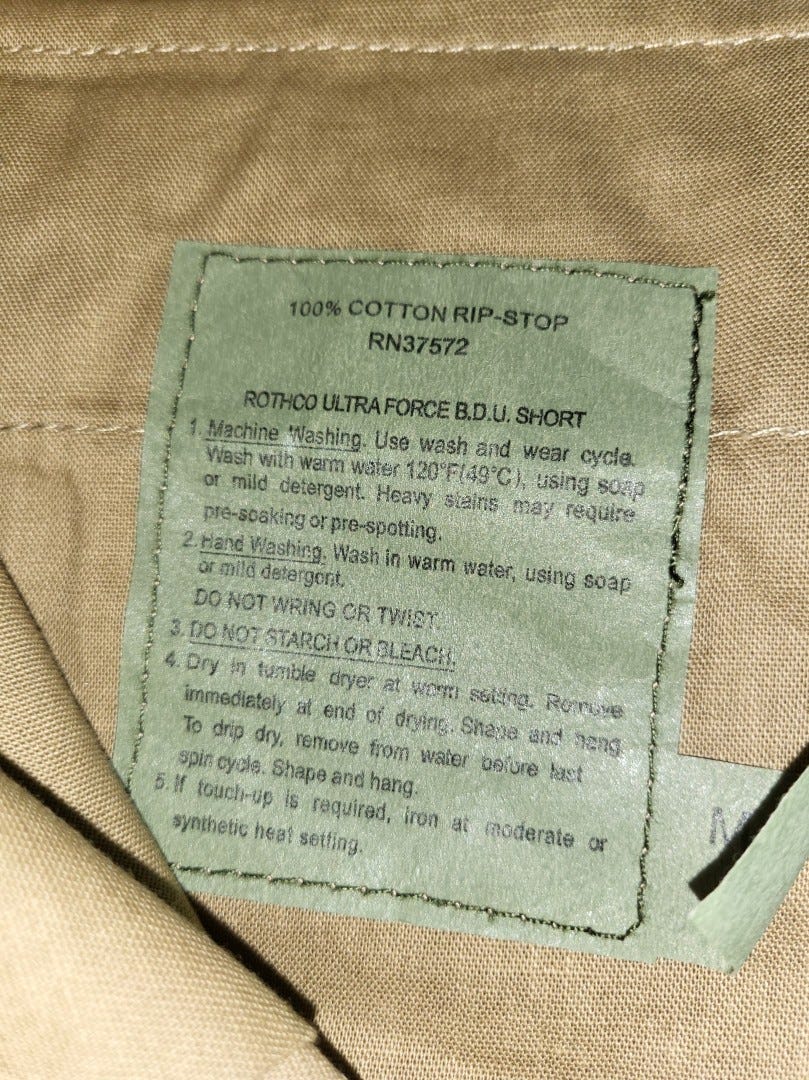 100% COTTON RIP-STOP
RN37572
ROTHCO ULTRA FORCE B.D.U. SHORT
1. Machine Washing. Use wash and wear cycle.
Wash with warm water 120°F(49°C), using soap
or mild detergent. Heavy stains may require
pre-soaking or pre-spotting.
2. Hand Washing. Wash in warm water, using soap
or mild detergent.
DO NOT WRING OR TWIST.
3. DO NOT STARCH OR BLEACH.
4. Dry in tumble dryer at warm setting. Remove
immediately at end of drying. Shape and hang
To drip dry, remove from water before last
spin cycle. Shape and hang.
5. If touch-up is required, iron at moderate or
synthetic heat setting.
M